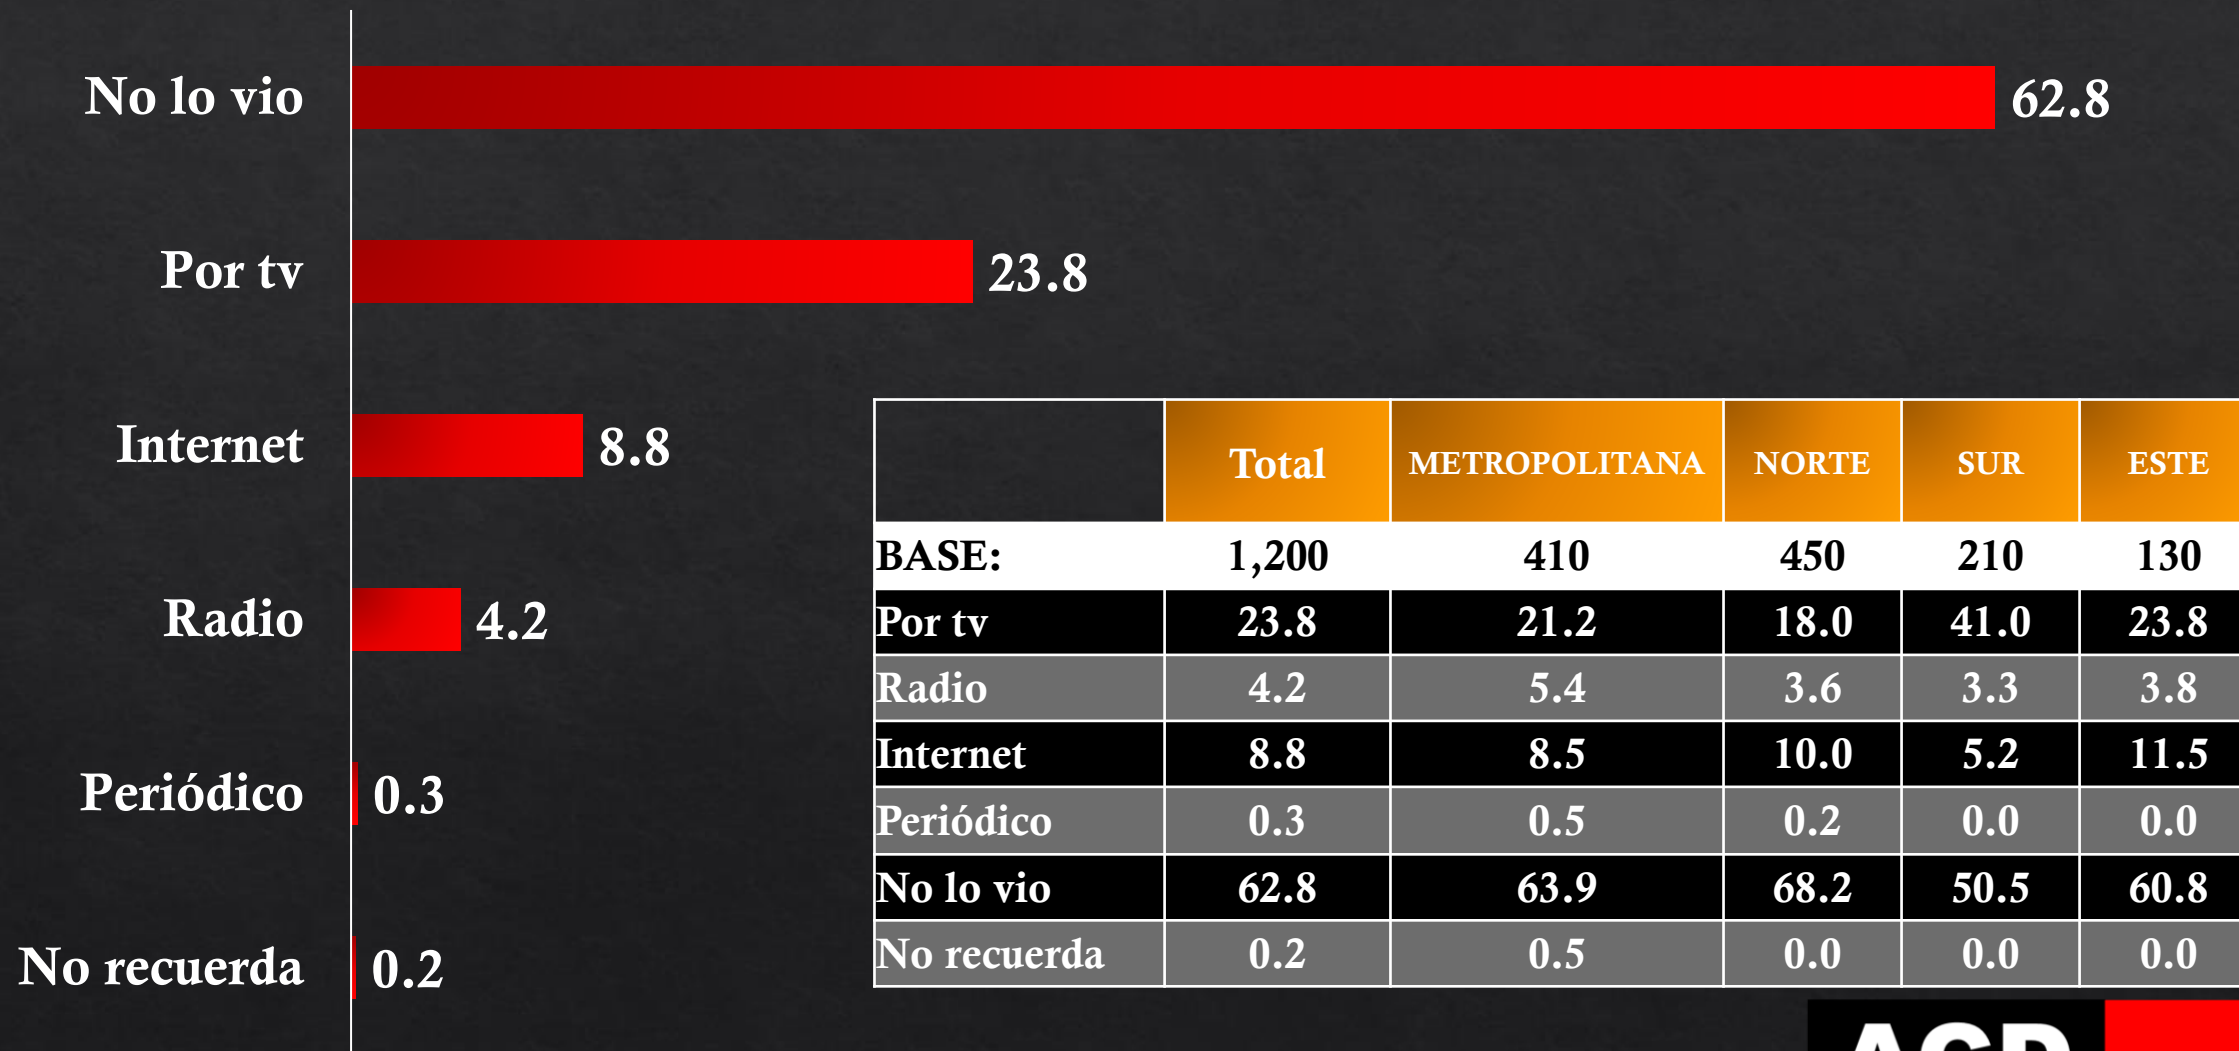 No lo vio 62.8
Por tv 23.8
Internet 8.8
Radio 4.2
Periódico 0.3
No recuerda 0.2
Total METROPOLITANA NORTE SUR ESTE
BASE: 1,200 410 450 210 130
Por tv 23.8 21.2 18.0 41.0 23.8
Radio 4.2 5.4 3.6 3.3 3.8
Internet 8.8 8.5 10.0 5.2 11.5
Periódico 0.3 0.5 0.2 0.0 0.0
No lo vio 62.8 63.9 68.2 50.5 60.8
No recuerda 0.2 0.5 0.0 0.0 0.0